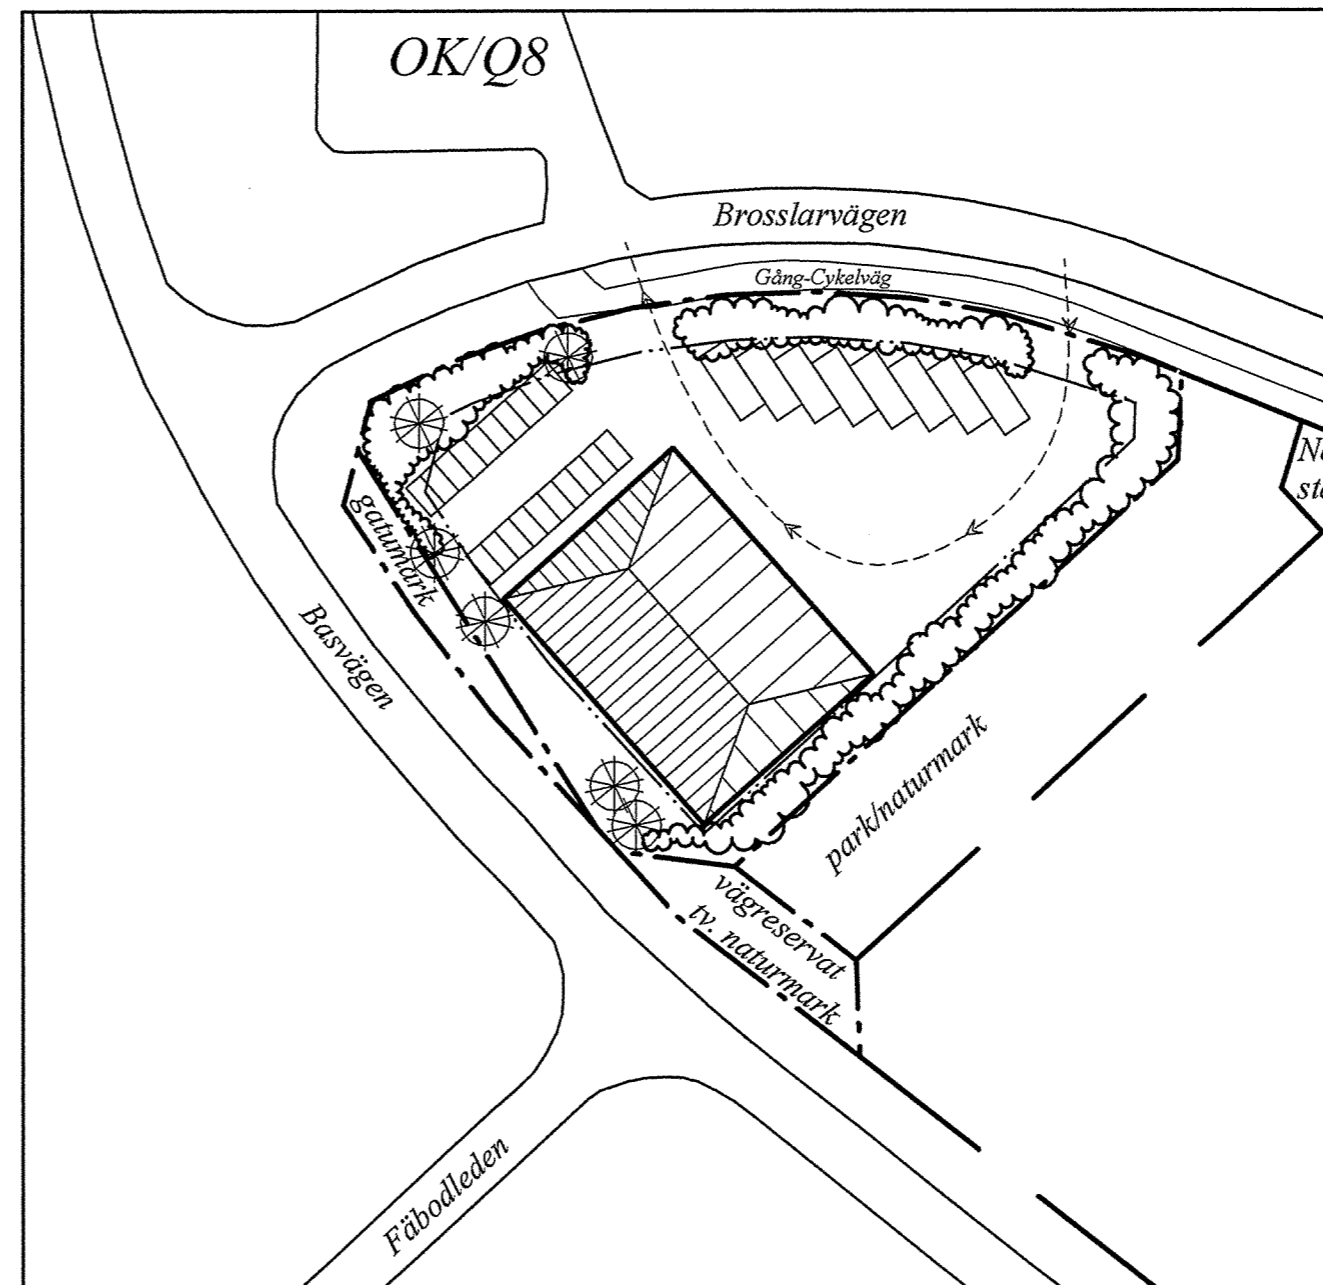 OK/Q8
Brosslarvägen
Gång-Cykelväg
gatumark
Basvägen
park/naturmark
vägreservat
tv. naturmark
Fäbodleden